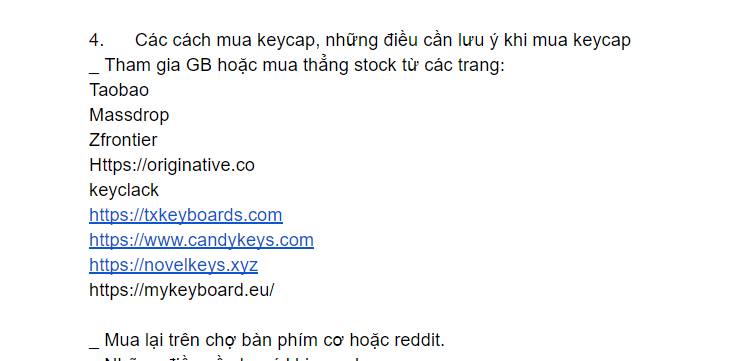 4. Các cách mua keycap, những điều cần lưu ý khi mua keycap
_ Tham gia GB hoặc mua thẳng stock từ các trang:
Taobao
Massdrop
Zfrontier
Https://originative.co
keyclack
https://txkeyboards.com
https://www.candykeys.com
https://novelkeys.xyz
https://mykeyboard.eu/
_ Mua lại trên chợ bàn phím cơ hoặc reddit.